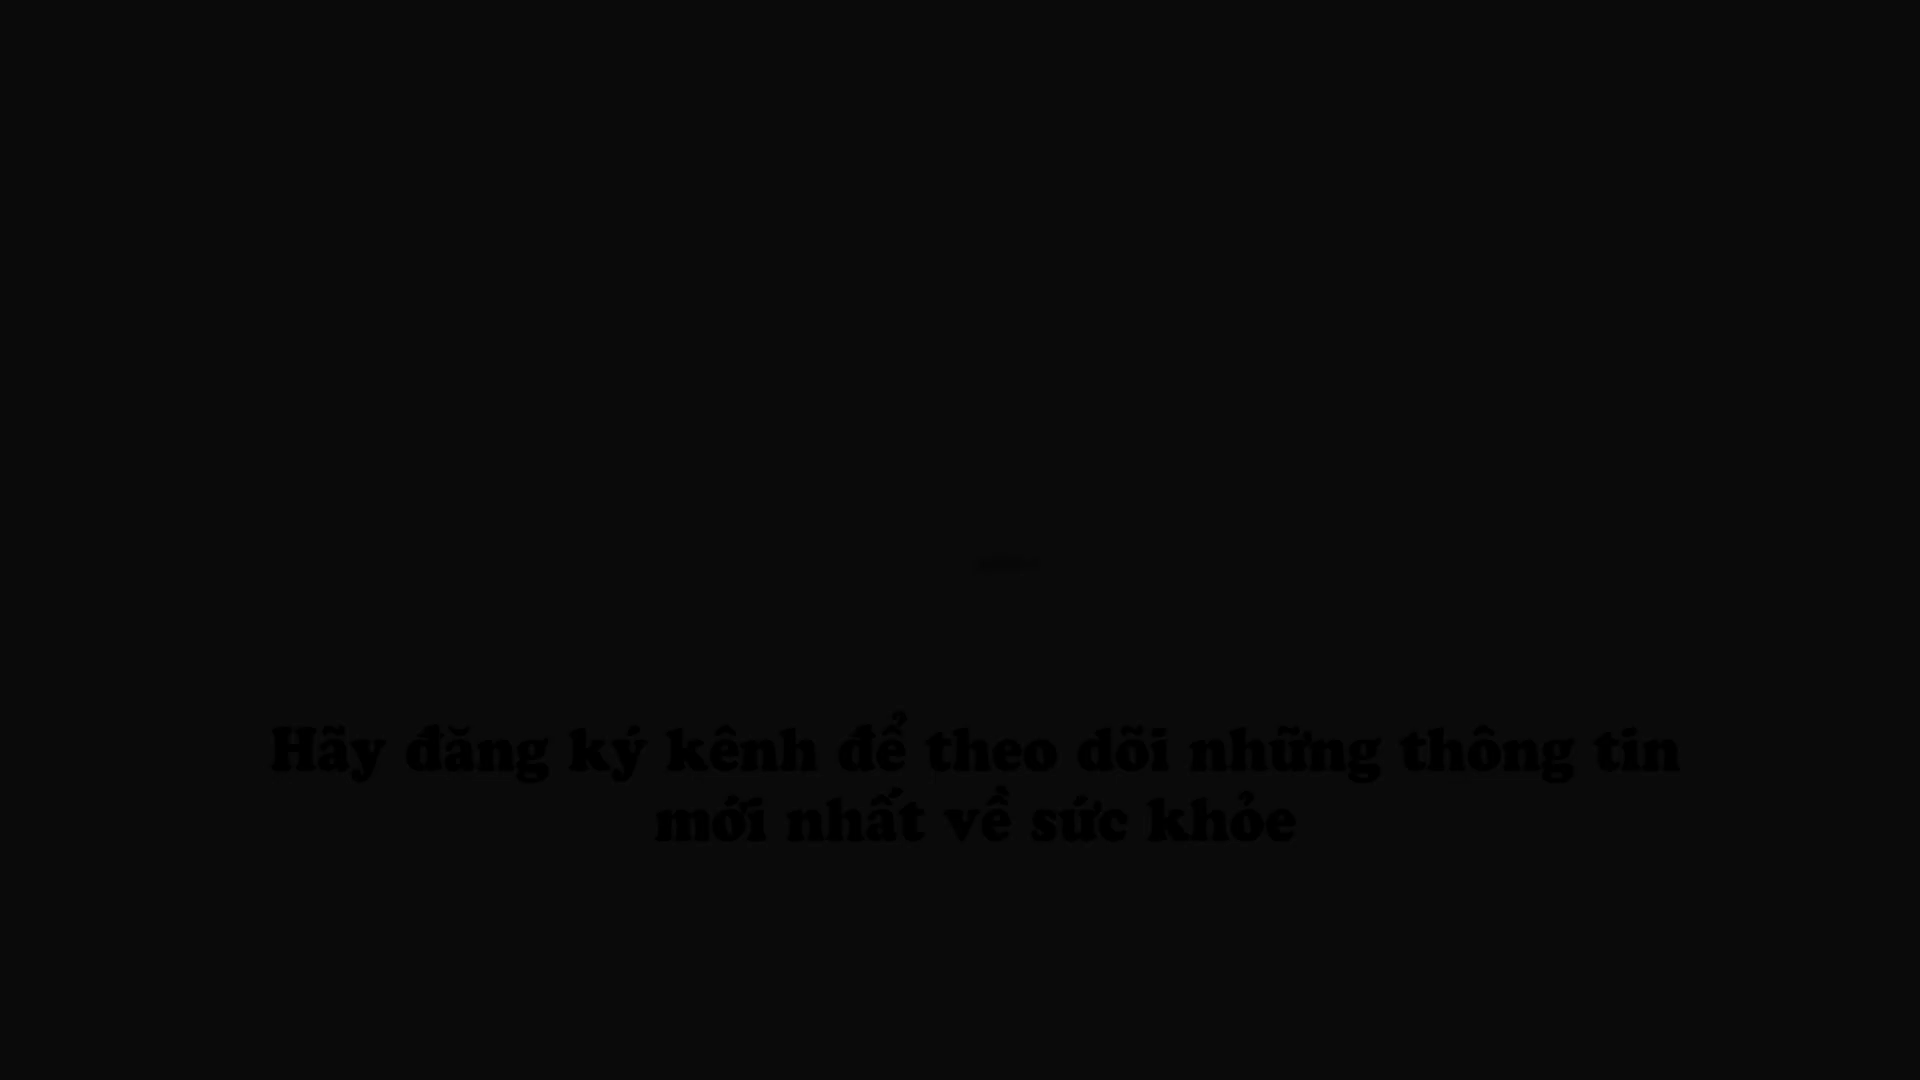 Hãy đăng ký kênh để theo dõi những thông tin
mới nhất về sức khỏe